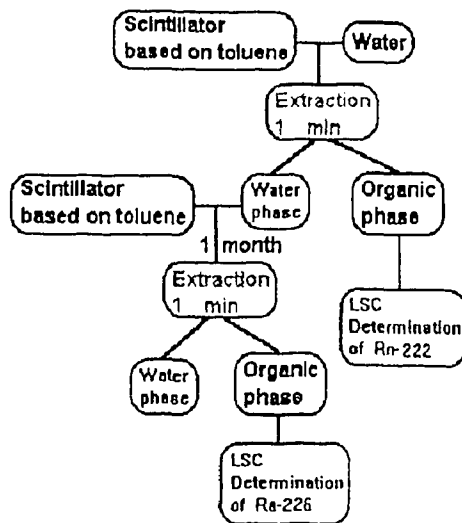 Scintillator
based on toluene
Water
Extraction
1 min
Water
phase
Organic
phase
Scintillator
based on toluene
1 month
Extraction
1 min
LSC
Determination
of Rn-222
Water
phase
Organic
phase
LSC
Determination
of Ra-226